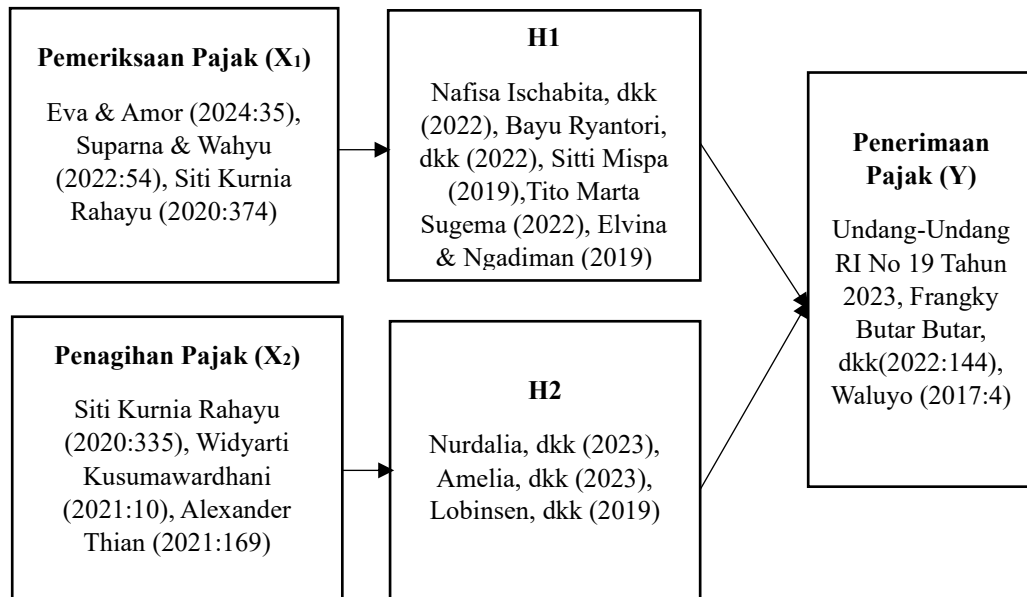 Pemeriksaan Pajak (X₁)
Eva & Amor (2024:35),
Suparna & Wahyu
(2022:54), Siti Kurnia
Rahayu (2020:374)
H1
Nafisa Ischabita, dkk
(2022), Bayu Ryantori,
dkk (2022), Sitti Mispa
(2019),Tito Marta
Sugema (2022), Elvina
& Ngadiman (2019)
Penagihan Pajak (X₂)
Siti Kurnia Rahayu
(2020:335), Widyarti
Kusumawardhani
(2021:10), Alexander
Thian (2021:169)
H2
Nurdalia, dkk (2023),
Amelia, dkk (2023),
Lobinsen, dkk (2019)
Penerimaan
Pajak (Y)
Undang-Undang
RI No 19 Tahun
2023, Frangky
Butar Butar,
dkk(2022:144),
Waluyo (2017:4)